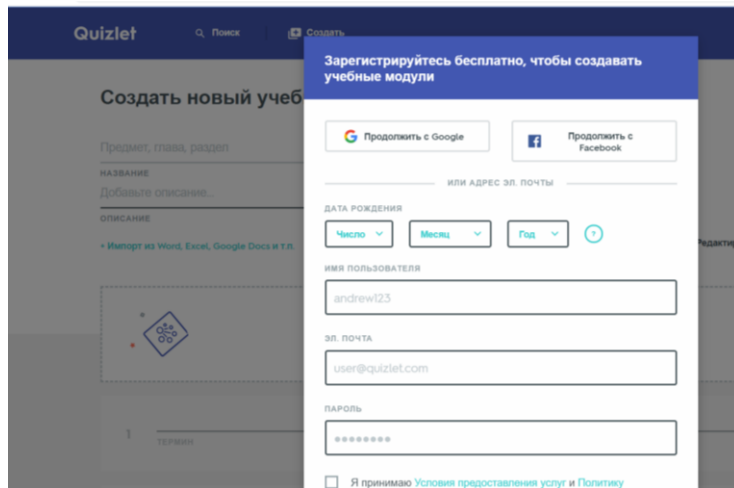 Quizlet
Поиск
Создать
Зарегистрируйтесь бесплатно, чтобы создавать
учебные модули
Создать новый учеб
Продолжить с Google
Продолжить с
Facebook
Предмет, глава, раздел
НАЗВАНИЕ
Добавьте описание...
ОПИСАНИЕ
+ Импорт из Word, Excel, Google Docs и т.п.
ИЛИ АДРЕС ЭЛ. ПОЧТЫ
ДАТА РОЖДЕНИЯ
Число
Месяц
Год
?
Редакти
ИМЯ ПОЛЬЗОВАТЕЛЯ
andrew123
ЭЛ. ПОЧТА
user@quizlet.com
ПАРОЛЬ
1
ТЕРМИН
Я принимаю Условия предоставления услуг и Политику